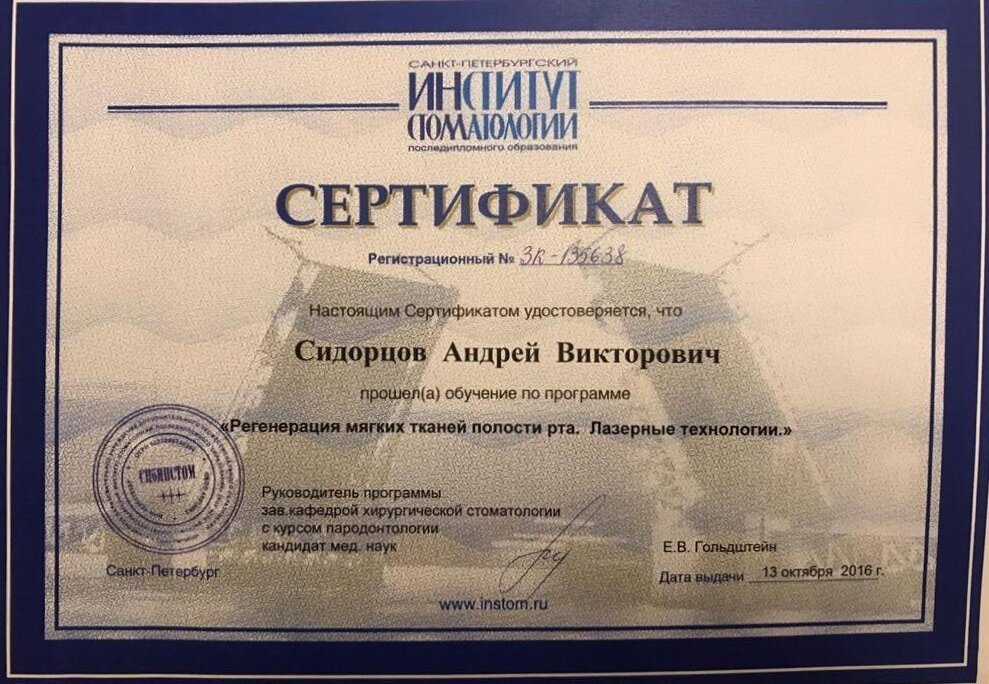 САНКТ-ПЕТЕРБУРГСКИЙ
ИНСТИТУТ
СТОМАТОЛОГИИ
последипломного образования
СЕРТИФИКАТ
Регистрационный № ЗК-135638
Настоящим Сертификатом удостоверяется, что
Сидорцов Андрей Викторович
прошел(а) обучение по программе
«Регенерация мягких тканей полости рта. Лазерные технологии.»
СПбИНСТОМ
Руководитель программы
зав.кафедрой хирургической стоматологии
с курсом пародонтологии
кандидат мед. наук
Е.В. Гольдштейн
Санкт-Петербург
Дата выдачи 13 октября 2016 г.
www.instom.ru